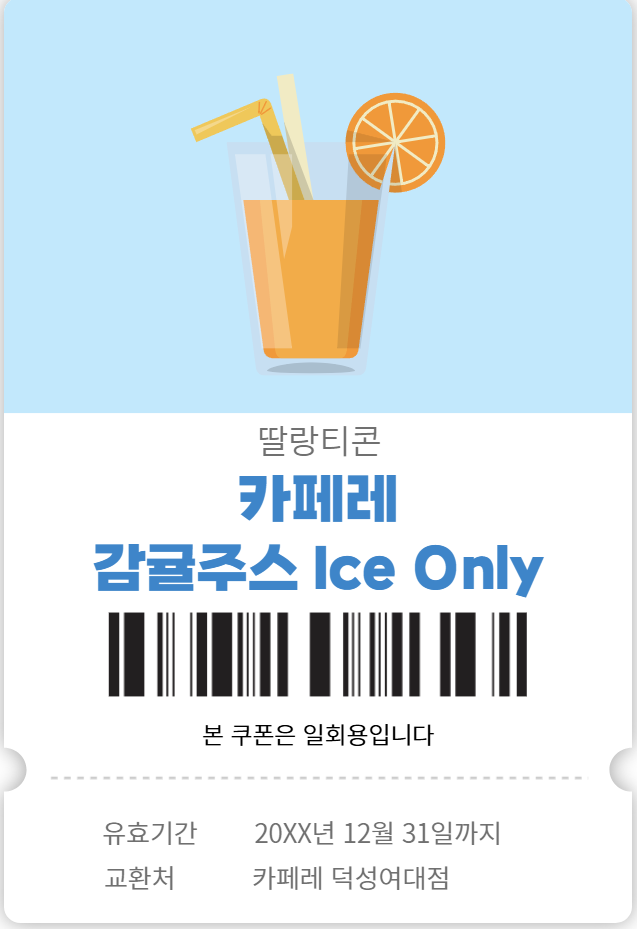 딸랑티콘
카페레
감귤주스 Ice Only
본 쿠폰은 일회용입니다
유효기간 20XX년 12월 31일까지
교환처 카페레 덕성여대점